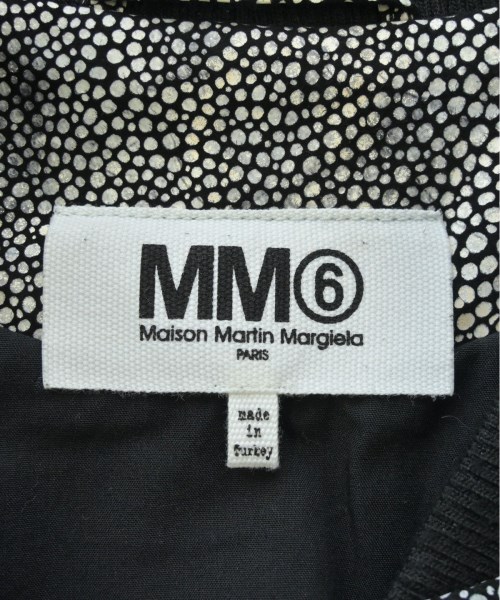 MM⑥
Maison Martin Margiela
PARIS
made
in
Turkey